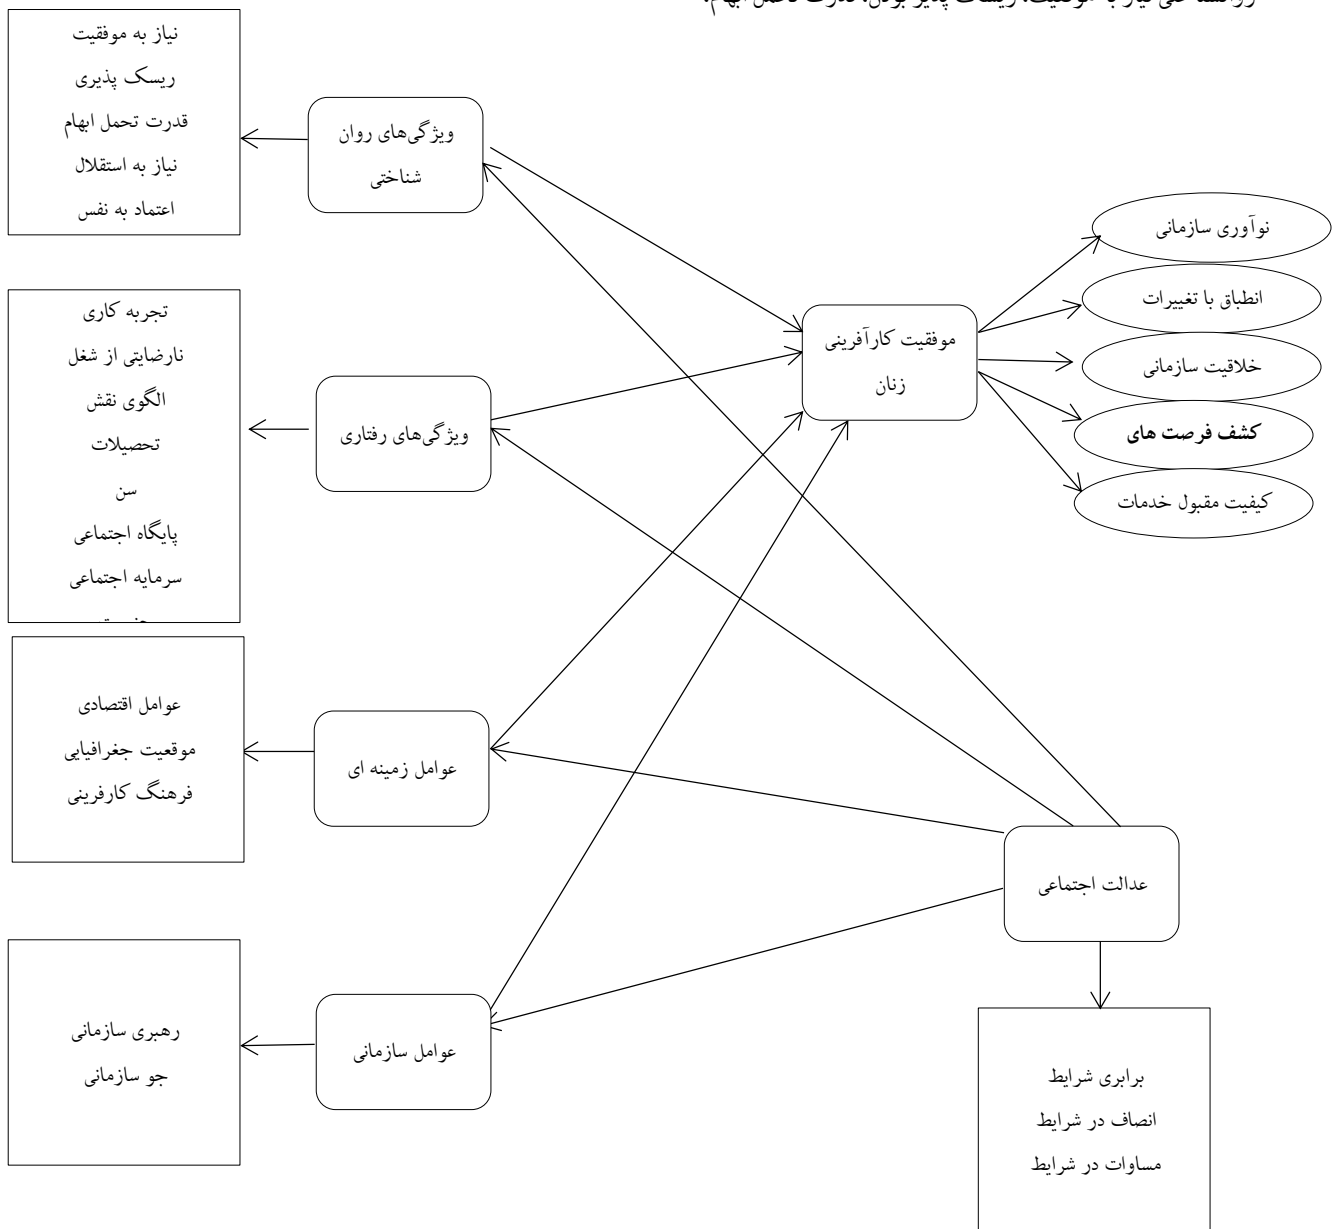 نیاز به موفقیت
ریسک پذیری
قدرت تحمل ابهام
نیاز به استقلال
اعتماد به نفس
ویژگی‌های روان
شناختی
نوآوری سازمانی
انطباق با تغییرات
خلاقیت سازمانی
کشف فرصت های
کیفیت مقبول خدمات
موفقیت کارآفرینی
زنان
تجربه کاری
نارضایتی از شغل
الگوی نقش
تحصیلات
سن
پایگاه اجتماعی
سرمایه اجتماعی
ویژگی‌های رفتاری
عوامل اقتصادی
موقعیت جغرافیایی
فرهنگ کارفرینی
عوامل زمینه ای
عدالت اجتماعی
رهبری سازمانی
جو سازمانی
عوامل سازمانی
برابری شرایط
انصاف در شرایط
مساوات در شرایط